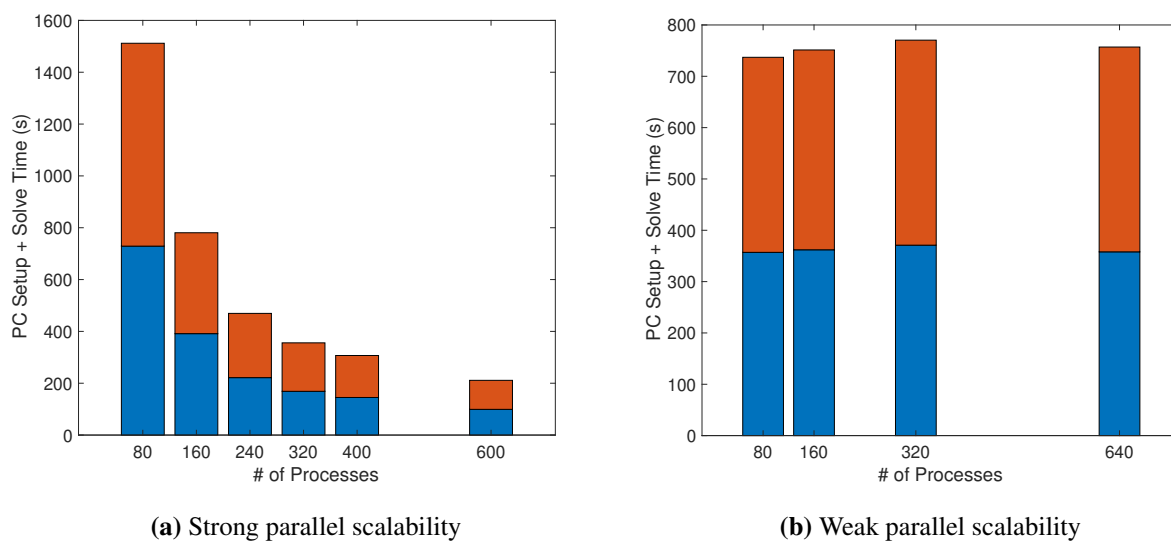 1600
1400
1200
1000
800
600
400
200
0
PC Setup + Solve Time (s)
80 160 240 320 400 600
# of Processes
(a) Strong parallel scalability
800
700
600
500
400
300
200
100
0
PC Setup + Solve Time (s)
80 160 320 640
# of Processes
(b) Weak parallel scalability